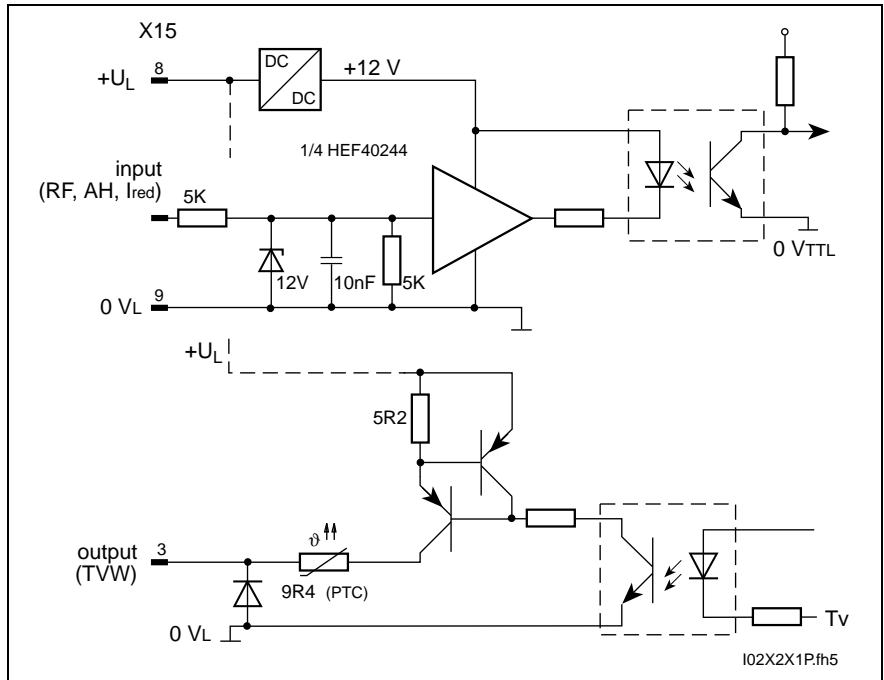 X15
+UL
8
DC
DC
+12 V
1/4 HEF40244
input
(RF, AH, Ired)
5K
12V
10nF
5K
0 VL
9
0 VTTL
+UL
5R2
output
(TVW)
3
ϑ
9R4 (PTC)
0 VL
Tv
I02X2X1P.fh5